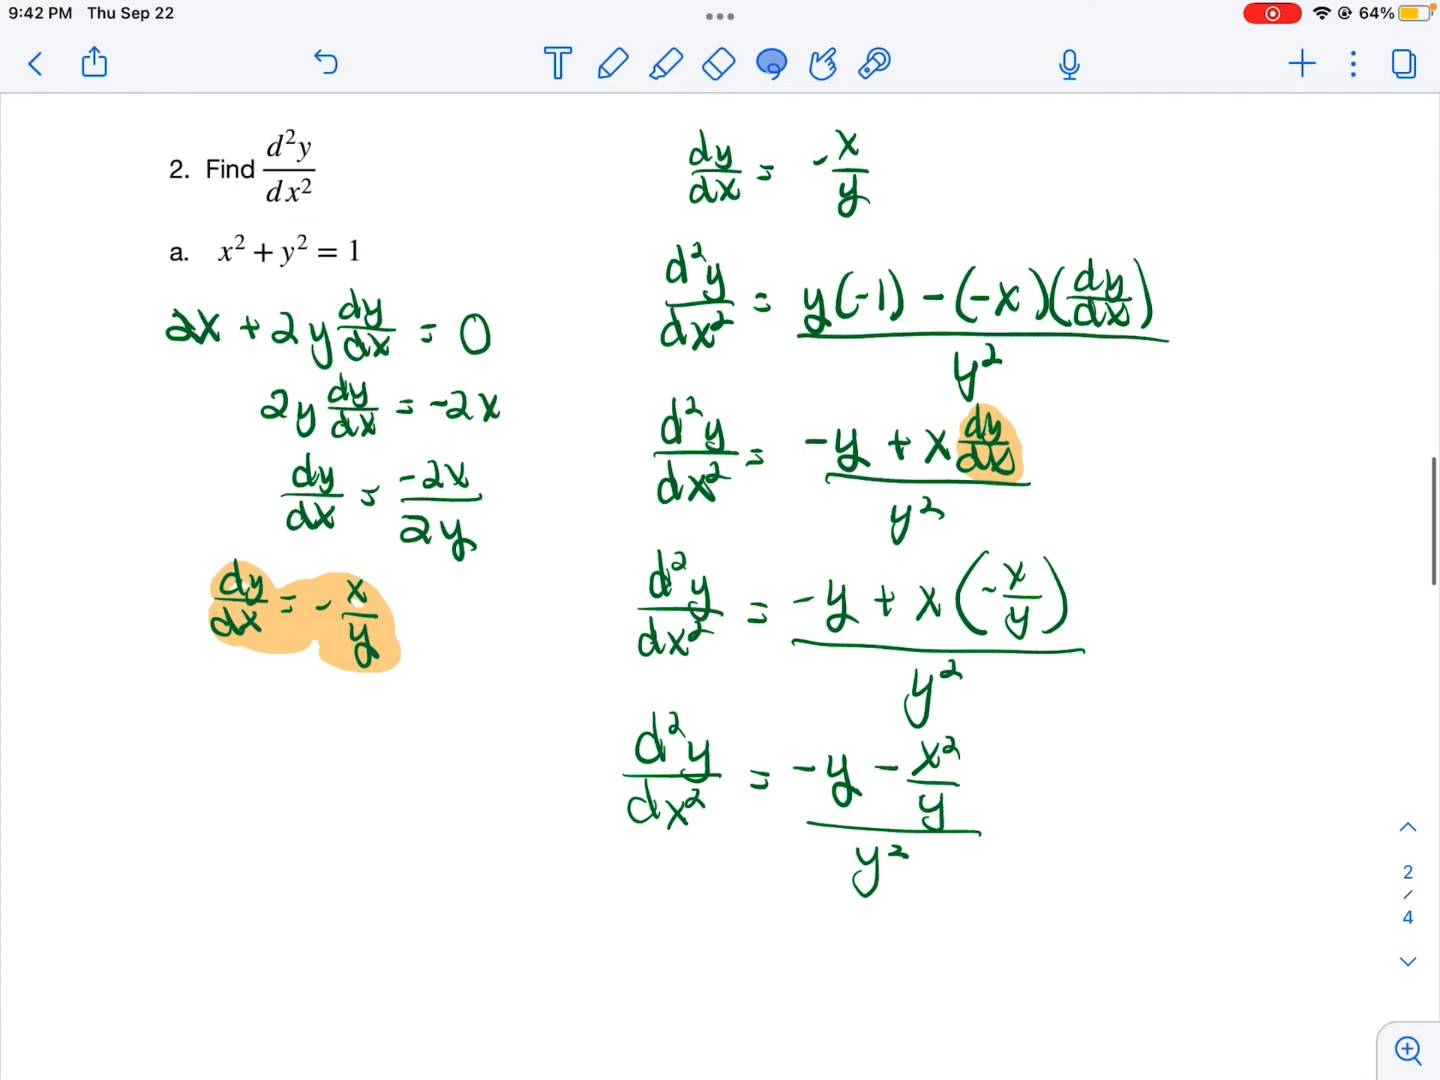 9:42 PM Thu Sep 22
64%
2. Find d²y/dx²
a. x² + y² = 1
2x + 2y dy/dx = 0
2y dy/dx = -2x
dy/dx = -2x/2y
dy/dx = - x/y
dy/dx = - x/y
d²y/dx² = y(-1) - (-x)(dy/dx) / y²
d²y/dx² = -y + x dy/dx / y²
d²y/dx² = -y + x(-x/y) / y²
d²y/dx² = -y - x²/y / y²
2
/
4